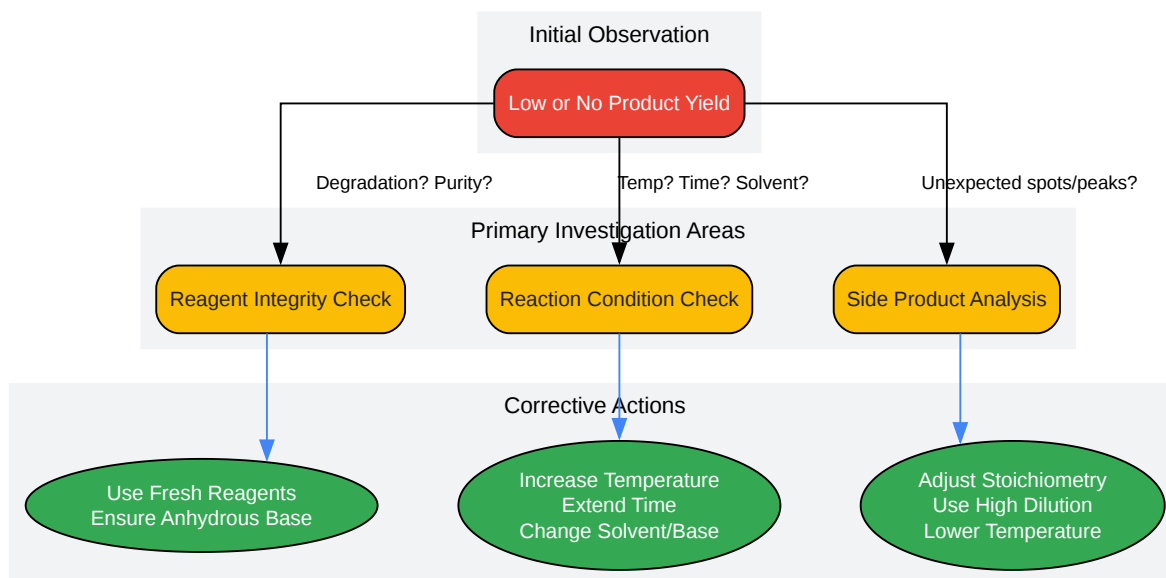 Initial Observation
Low or No Product Yield
Degradation? Purity?
Temp? Time? Solvent?
Unexpected spots/peaks?
Primary Investigation Areas
Reagent Integrity Check
Reaction Condition Check
Side Product Analysis
Corrective Actions
Use Fresh Reagents
Ensure Anhydrous Base
Increase Temperature
Extend Time
Change Solvent/Base
Adjust Stoichiometry
Use High Dilution
Lower Temperature